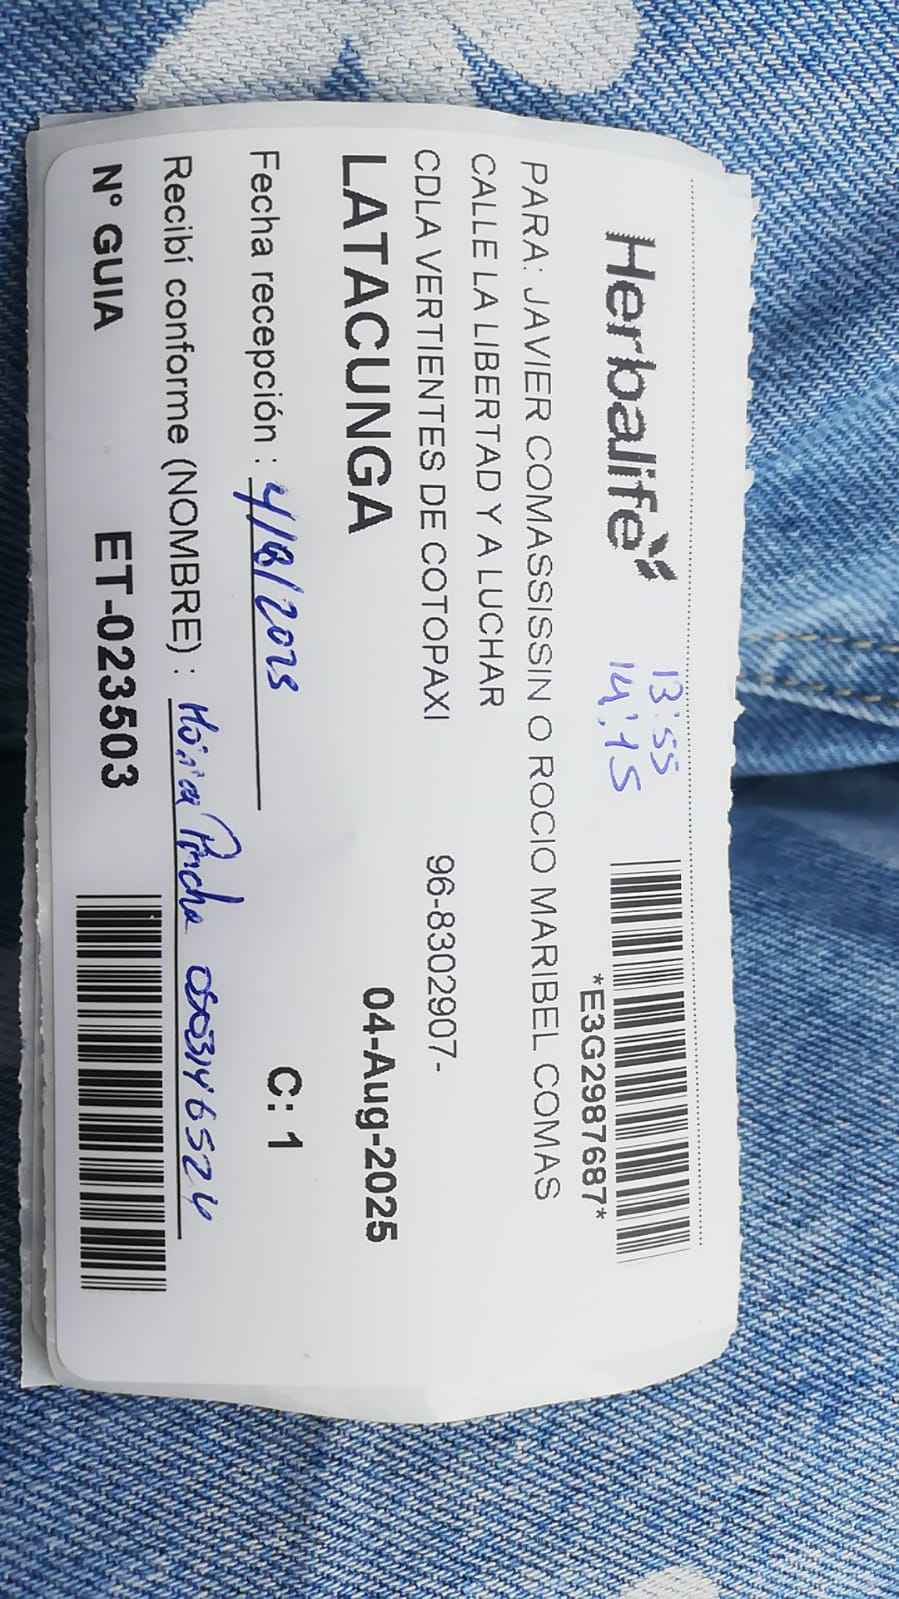 Herbalife
13:55
14:15
*E3G2987687*
PARA: JAVIER COMASSISSIN O ROCIO MARIBEL COMAS
CALLE LA LIBERTAD Y A LUCHAR
CDLA VERTIENTES DE COTOPAXI 96-8302907-
LATACUNGA 04-Aug-2025
Fecha recepción : 4/8/2025 C: 1
Recibí conforme (NOMBRE) : 0503146524
N° GUIA ET-023503